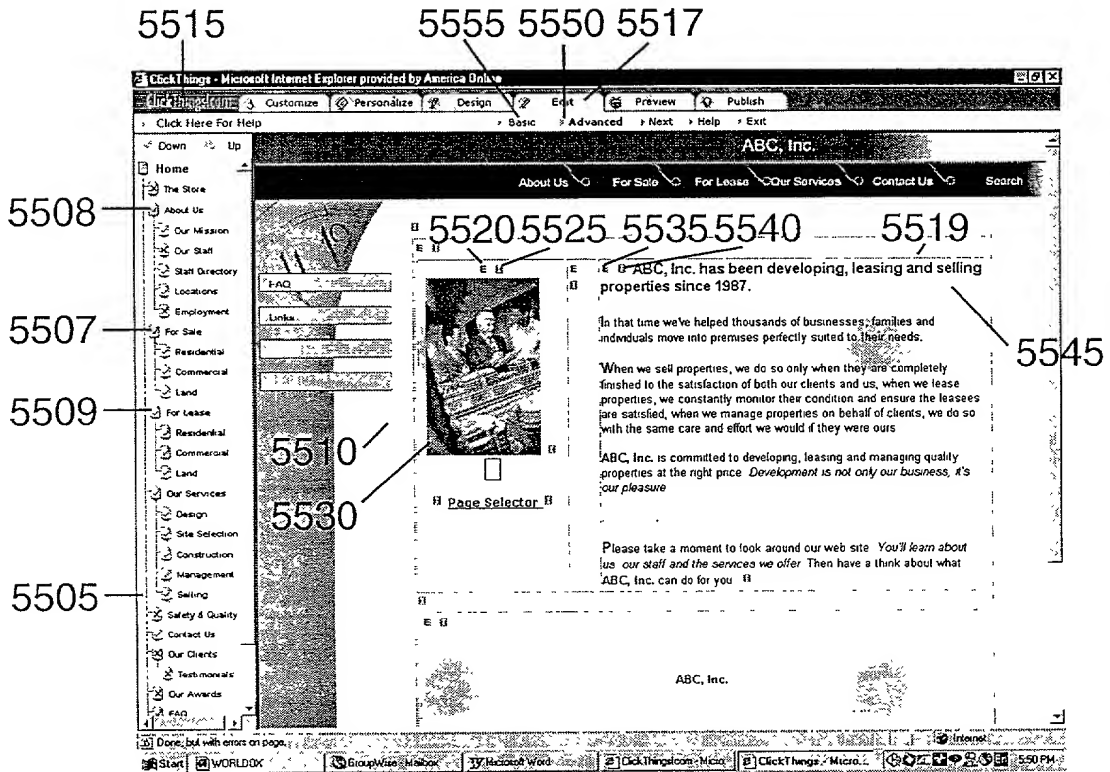 5515 5555 5550 5517
ClickThings - Microsoft Internet Explorer provided by America Online
Customize Personalize Design Edit Preview Publish
Click Here For Help Basic Advanced Next Help Exit
Down Up
ABC, Inc.
Home
About Us For Sale For Lease Our Services Contact Us Search
The Store
5508
About Us
Our Mission
Our Staff
Staff Directory
Locations
Employment
5507
For Sale
Residential
Commercial
Land
5509
For Lease
Residential
Commercial
Land
Our Services
Design
Site Selection
Construction
Management
5505
Selling
Safety & Quality
Contact Us
Our Clients
Testimonials
Our Awards
FAQ
FAQ
Links
5510
5530
5520 5525 5535 5540 5519
E
E
E
E
Page Selector
ABC, Inc. has been developing, leasing and selling
properties since 1987.
5545
In that time we've helped thousands of businesses, families and
individuals move into premises perfectly suited to their needs.
When we sell properties, we do so only when they are completely
finished to the satisfaction of both our clients and us, when we lease
properties, we constantly monitor their condition and ensure the leasees
are satisfied, when we manage properties on behalf of clients, we do so
with the same care and effort we would if they were ours
ABC, Inc. is committed to developing, leasing and managing quality
properties at the right price Development is not only our business, it's
our pleasure
Please take a moment to look around our web site You'll learn about
us our staff and the services we offer Then have a think about what
ABC, Inc. can do for you
E
ABC, Inc.
Done, but with errors on page.
Internet
Start WORLDOX GroupWise - Mailbox Microsoft Word ClickThings - Micro... 5:50 PM